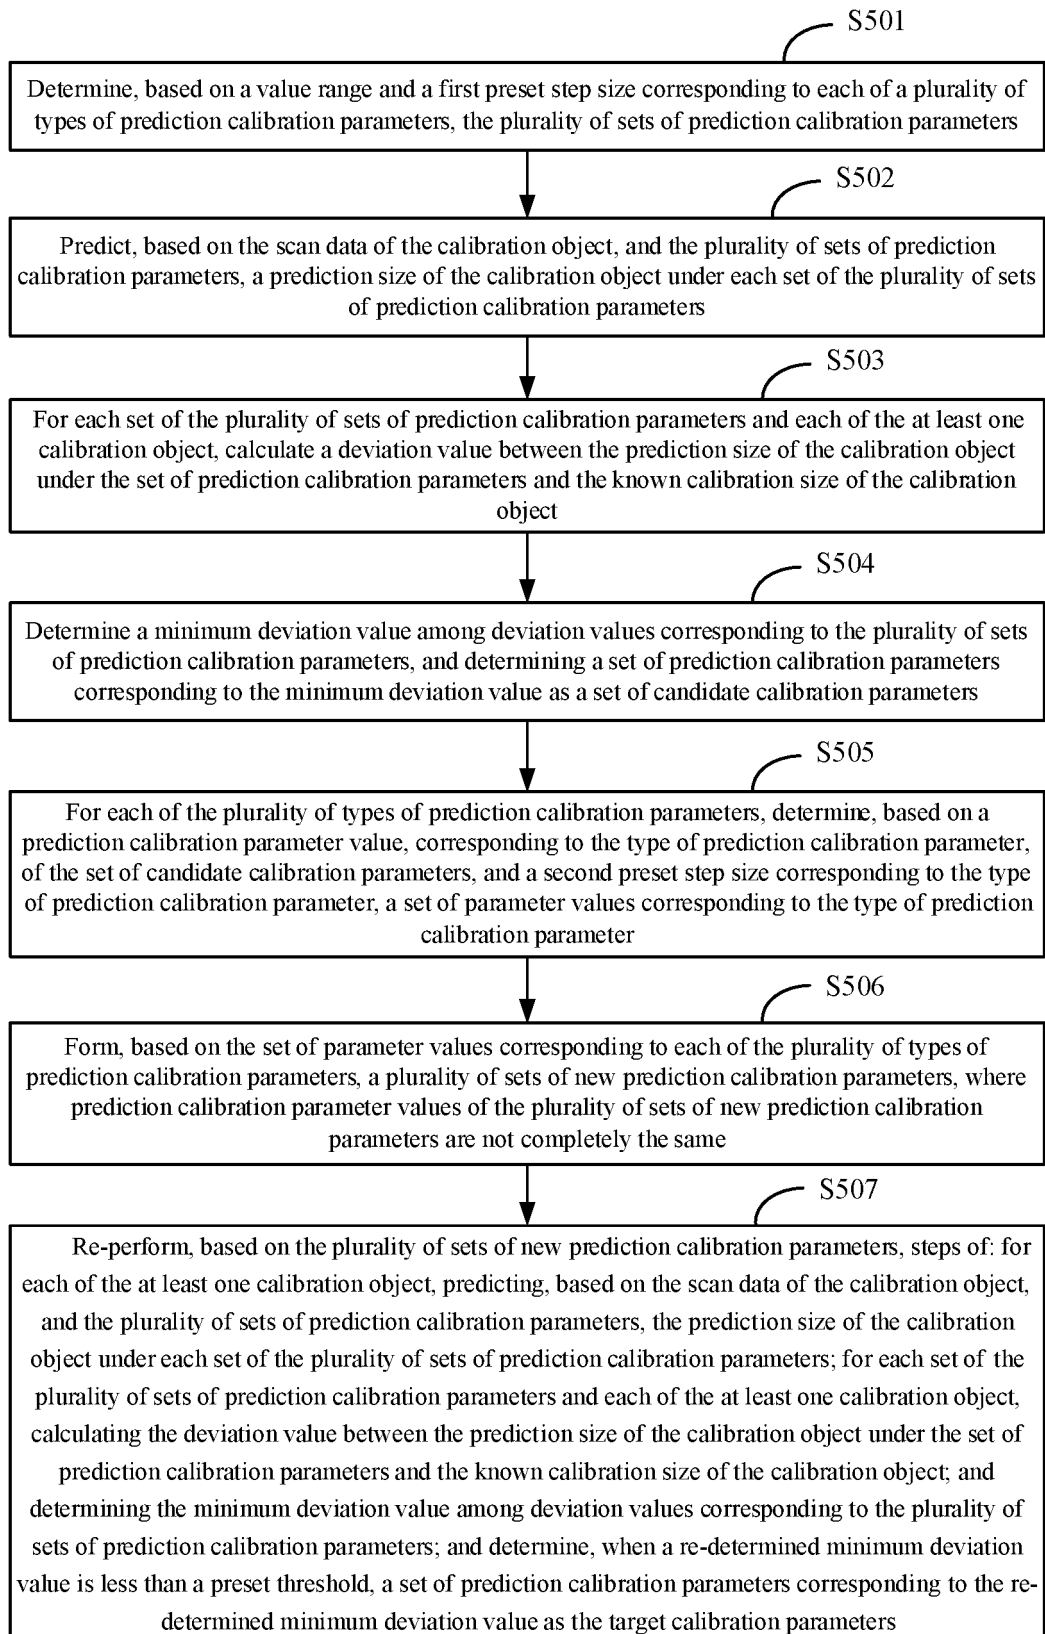 S501
Determine, based on a value range and a first preset step size corresponding to each of a plurality of
types of prediction calibration parameters, the plurality of sets of prediction calibration parameters
S502
Predict, based on the scan data of the calibration object, and the plurality of sets of prediction
calibration parameters, a prediction size of the calibration object under each set of the plurality of sets
of prediction calibration parameters
S503
For each set of the plurality of sets of prediction calibration parameters and each of the at least one
calibration object, calculate a deviation value between the prediction size of the calibration object
under the set of prediction calibration parameters and the known calibration size of the calibration
object
S504
Determine a minimum deviation value among deviation values corresponding to the plurality of sets
of prediction calibration parameters, and determining a set of prediction calibration parameters
corresponding to the minimum deviation value as a set of candidate calibration parameters
S505
For each of the plurality of types of prediction calibration parameters, determine, based on a
prediction calibration parameter value, corresponding to the type of prediction calibration parameter,
of the set of candidate calibration parameters, and a second preset step size corresponding to the type
of prediction calibration parameter, a set of parameter values corresponding to the type of prediction
calibration parameter
S506
Form, based on the set of parameter values corresponding to each of the plurality of types of
prediction calibration parameters, a plurality of sets of new prediction calibration parameters, where
prediction calibration parameter values of the plurality of sets of new prediction calibration
parameters are not completely the same
S507
Re-perform, based on the plurality of sets of new prediction calibration parameters, steps of: for
each of the at least one calibration object, predicting, based on the scan data of the calibration object,
and the plurality of sets of prediction calibration parameters, the prediction size of the calibration
object under each set of the plurality of sets of prediction calibration parameters; for each set of the
plurality of sets of prediction calibration parameters and each of the at least one calibration object,
calculating the deviation value between the prediction size of the calibration object under the set of
prediction calibration parameters and the known calibration size of the calibration object; and
determining the minimum deviation value among deviation values corresponding to the plurality of
sets of prediction calibration parameters; and determine, when a re-determined minimum deviation
value is less than a preset threshold, a set of prediction calibration parameters corresponding to the re-
determined minimum deviation value as the target calibration parameters